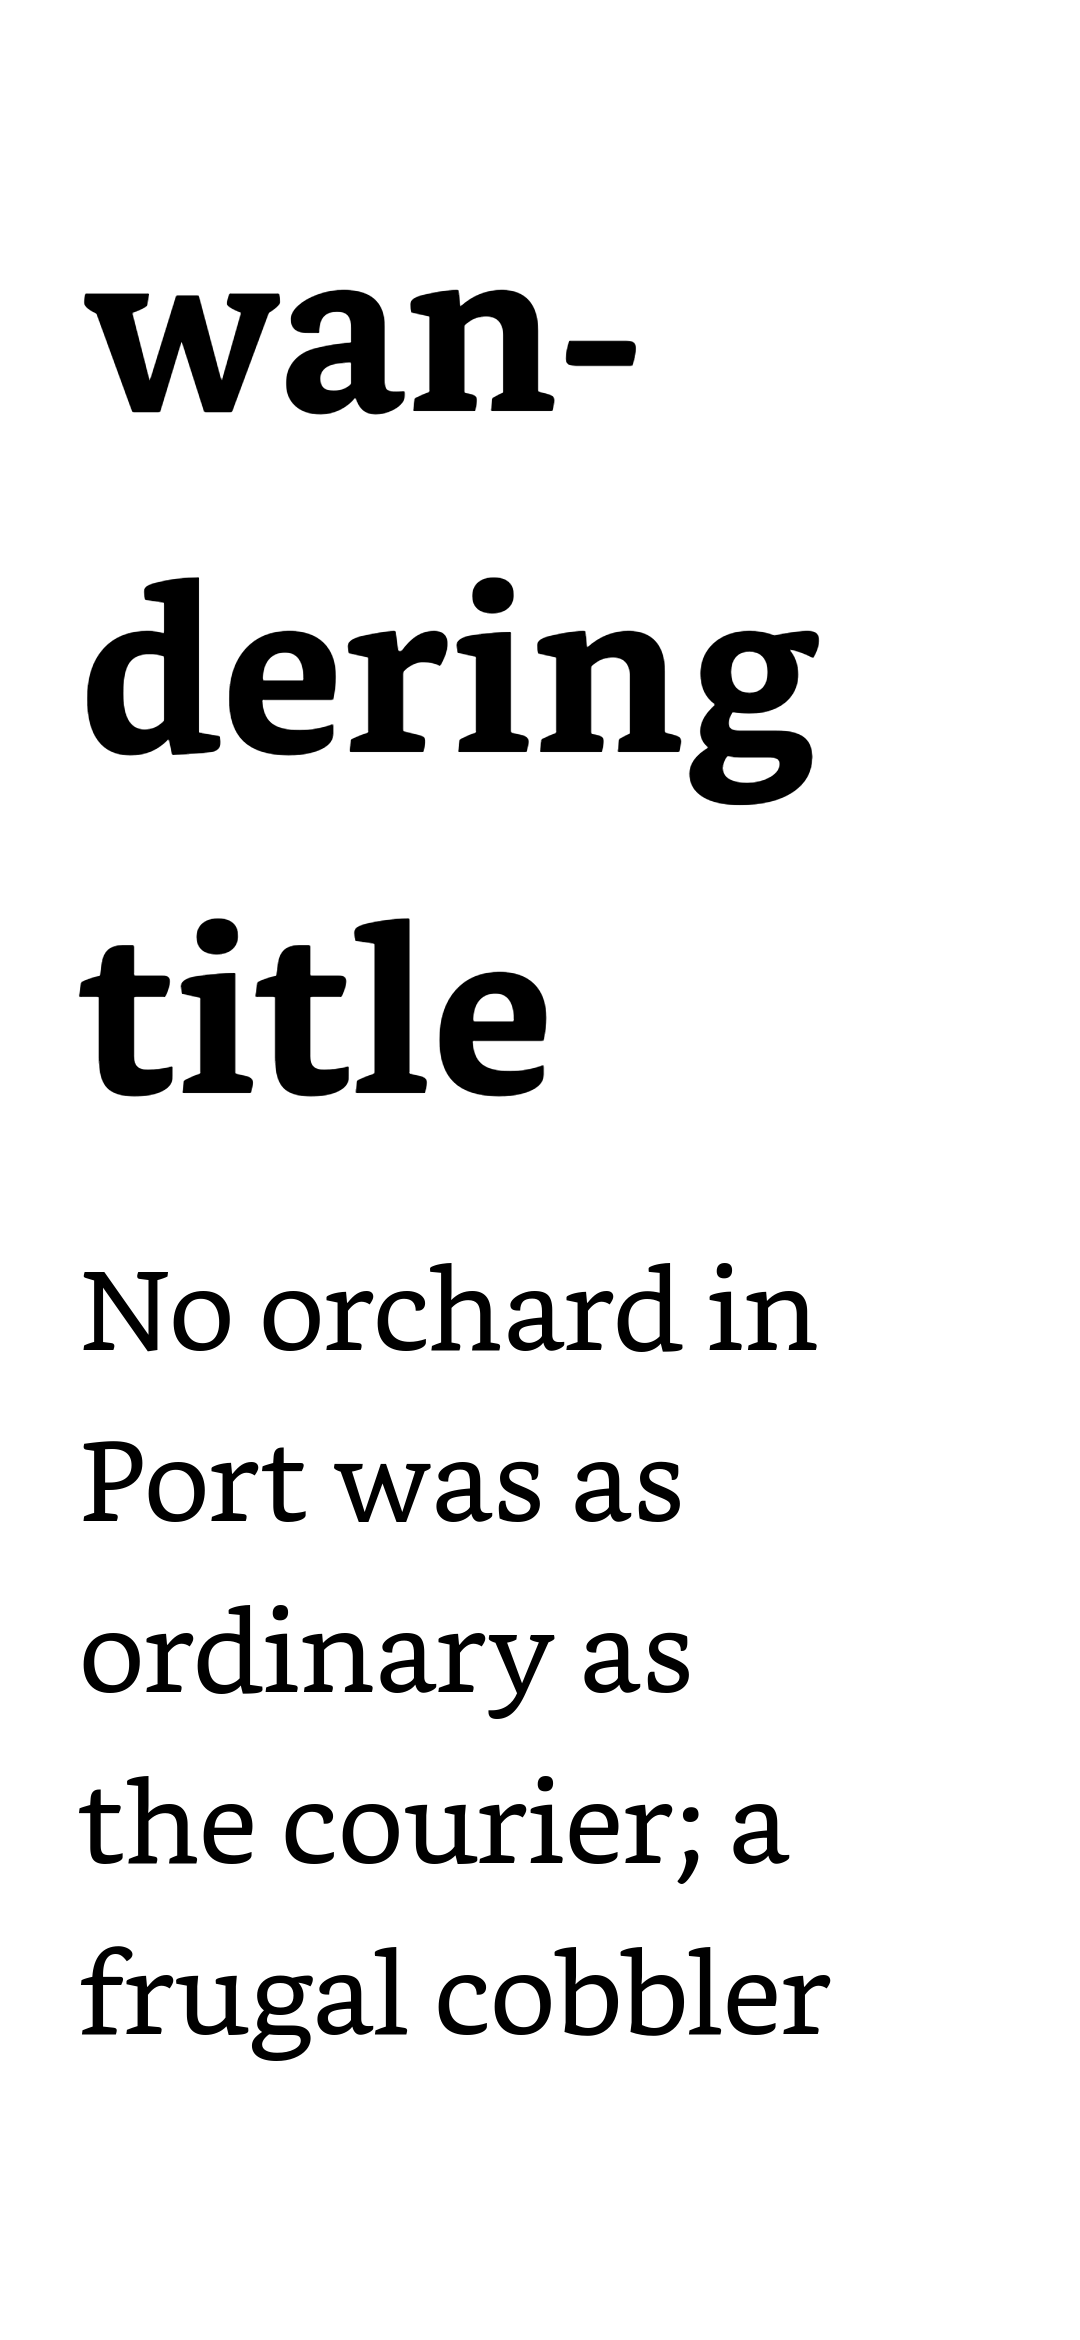 wan-
dering
title
No orchard in
Port was as
ordinary as
the courier; a
frugal cobbler